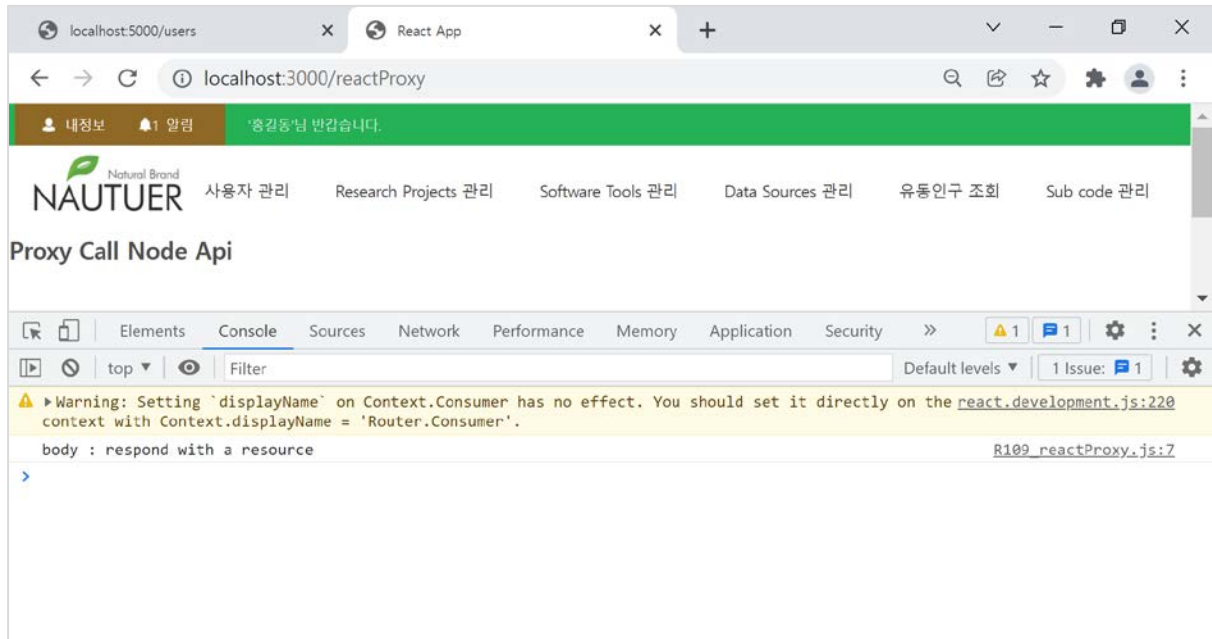 localhost:5000/users
React App
localhost:3000/reactProxy
내정보 1 알림 '홍길동'님 반갑습니다.
Natural Brand
NAUTUER 사용자 관리 Research Projects 관리 Software Tools 관리 Data Sources 관리 유동인구 조회 Sub code 관리
Proxy Call Node Api
Elements Console Sources Network Performance Memory Application Security » 1 1
top Filter Default levels 1 Issue: 1
Warning: Setting `displayName` on Context.Consumer has no effect. You should set it directly on the react.development.js:220
context with Context.displayName = 'Router.Consumer'.
body : respond with a resource R109_reactProxy.js:7